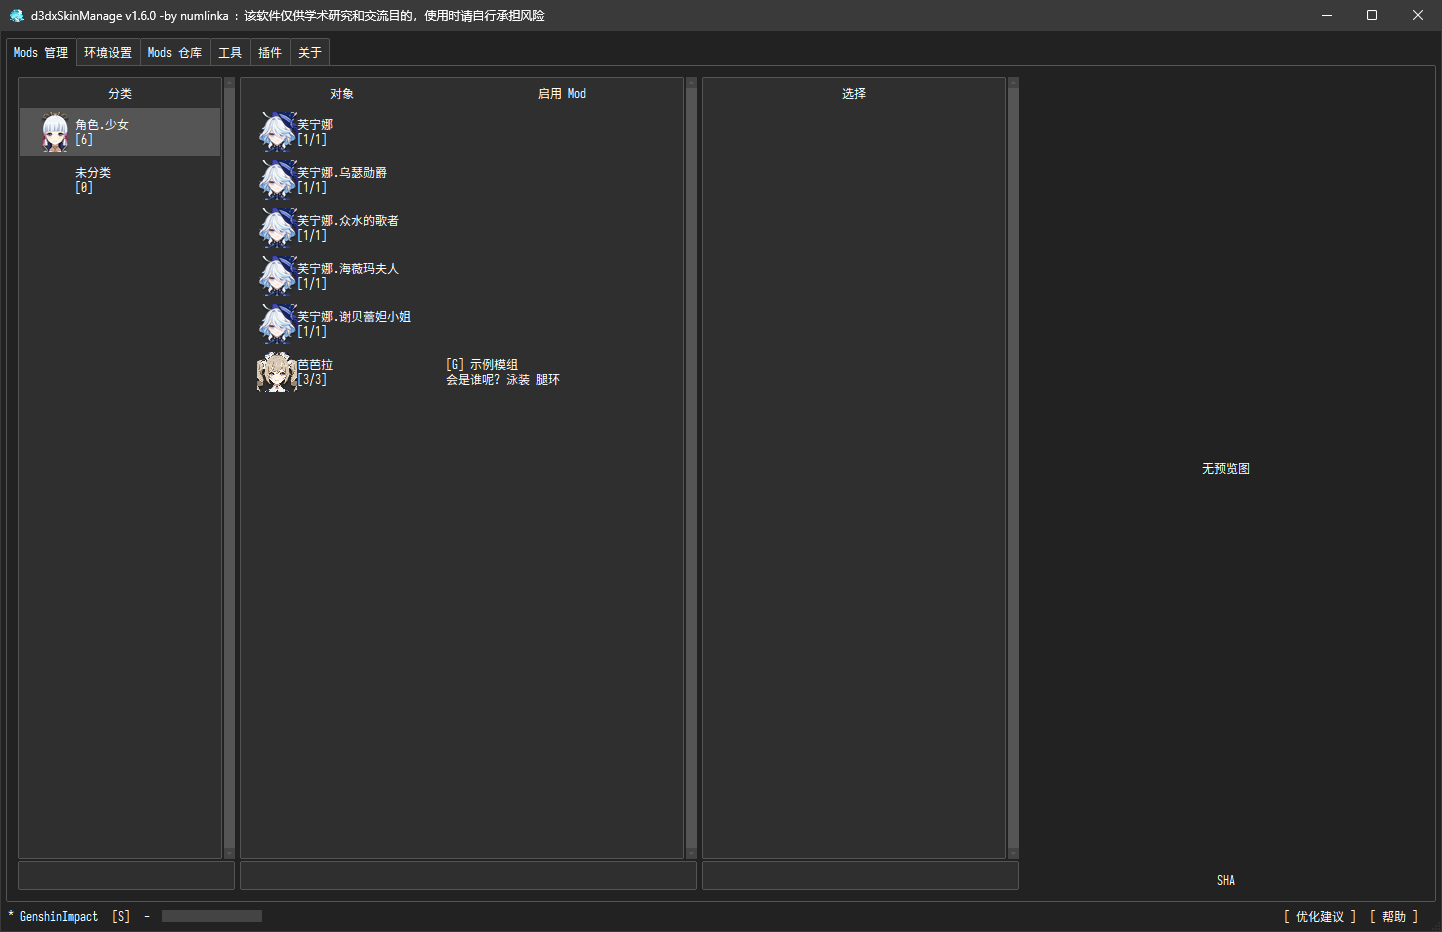 d3dxSkinManage v1.6.0 -by numlinka ：该软件仅供学术研究和交流目的，使用时请自行承担风险
Mods 管理 环境设置 Mods 仓库 工具 插件 关于
分类
角色.少女
[6]
未分类
[0]
对象 启用 Mod
芙宁娜
[1/1]
芙宁娜.乌瑟勋爵
[1/1]
芙宁娜.众水的歌者
[1/1]
芙宁娜.海薇玛夫人
[1/1]
芙宁娜.谢贝蕾妲小姐
[1/1]
芭芭拉
[3/3]
[G] 示例模组
会是谁呢? 泳装 腿环
选择
无预览图
SHA
* GenshinImpact [S] -
[ 优化建议 ] [ 帮助 ]